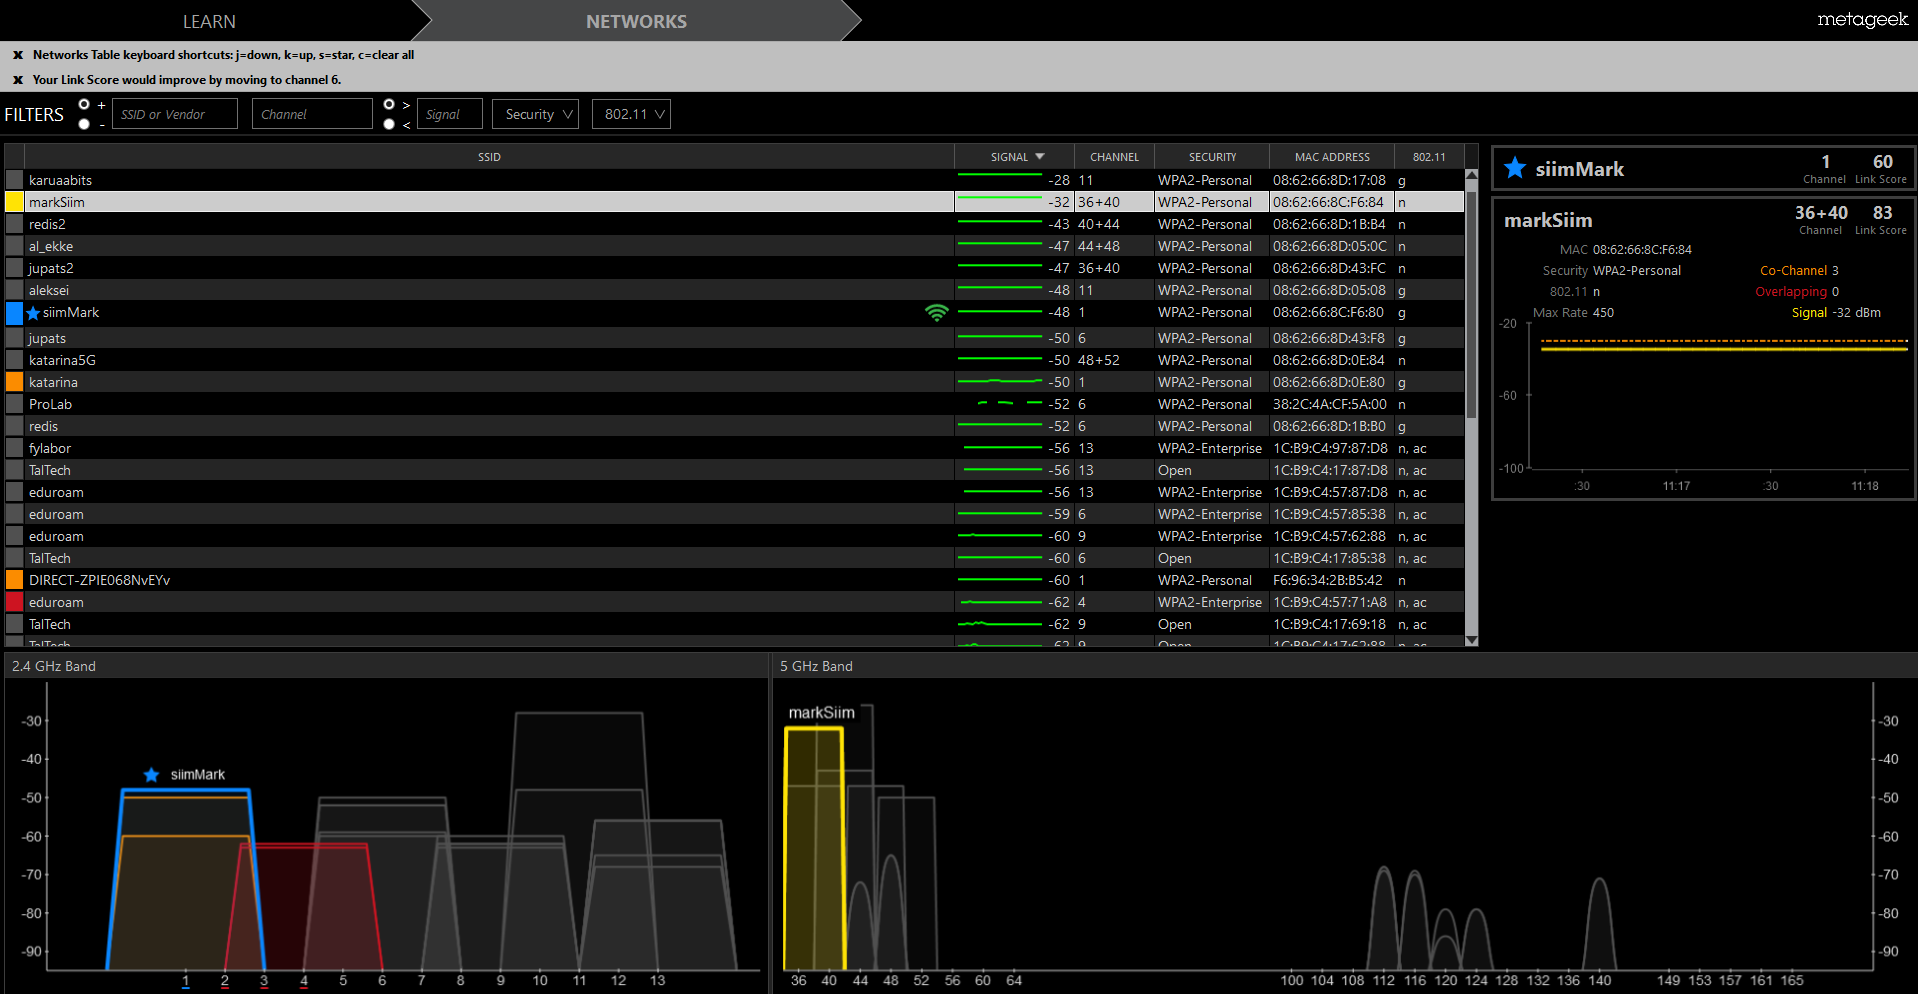 LEARN NETWORKS metageek
x Networks Table keyboard shortcuts: j=down, k=up, s=star, c=clear all
x Your Link Score would improve by moving to channel 6.
FILTERS + - SSID or Vendor Channel > < Signal Security 802.11
SSID SIGNAL CHANNEL SECURITY MAC ADDRESS 802.11
karuaabits -28 11 WPA2-Personal 08:62:66:8D:17:08 g
markSiim -32 36+40 WPA2-Personal 08:62:66:8C:F6:84 n
redis2 -43 40+44 WPA2-Personal 08:62:66:8D:1B:B4 n
al_ekke -47 44+48 WPA2-Personal 08:62:66:8D:05:0C n
jupats2 -47 36+40 WPA2-Personal 08:62:66:8D:43:FC n
aleksei -48 11 WPA2-Personal 08:62:66:8D:05:08 g
siimMark -48 1 WPA2-Personal 08:62:66:8C:F6:80 g
jupats -50 6 WPA2-Personal 08:62:66:8D:43:F8 g
katarina5G -50 48+52 WPA2-Personal 08:62:66:8D:0E:84 n
katarina -50 1 WPA2-Personal 08:62:66:8D:0E:80 g
ProLab -52 6 WPA2-Personal 38:2C:4A:CF:5A:00 n
redis -52 6 WPA2-Personal 08:62:66:8D:1B:B0 g
fylabor -56 13 WPA2-Enterprise 1C:B9:C4:97:87:D8 n, ac
TalTech -56 13 Open 1C:B9:C4:17:87:D8 n, ac
eduroam -56 13 WPA2-Enterprise 1C:B9:C4:57:87:D8 n, ac
eduroam -59 6 WPA2-Enterprise 1C:B9:C4:57:85:38 n, ac
eduroam -60 9 WPA2-Enterprise 1C:B9:C4:57:62:88 n, ac
TalTech -60 6 Open 1C:B9:C4:17:85:38 n, ac
DIRECT-ZPIE068NvEYv -60 1 WPA2-Personal F6:96:34:2B:B5:42 n
eduroam -62 4 WPA2-Enterprise 1C:B9:C4:57:71:A8 n, ac
TalTech -62 9 Open 1C:B9:C4:17:69:18 n, ac
TalTech -62 9 Open 1C:B9:C4:17:62:88 n, ac
siimMark 1 60
Channel Link Score
markSiim 36+40 83
Channel Link Score
MAC 08:62:66:8C:F6:84
Security WPA2-Personal Co-Channel 3
802.11 n Overlapping 0
Max Rate 450 Signal -32 dBm
-20
-60
-100
:30 11:17 :30 11:18
2.4 GHz Band
siimMark
-30
-40
-50
-60
-70
-80
-90
1 2 3 4 5 6 7 8 9 10 11 12 13
5 GHz Band
markSiim
-30
-40
-50
-60
-70
-80
-90
36 40 44 48 52 56 60 64 100 104 108 112 116 120 124 128 132 136 140 149 153 157 161 165